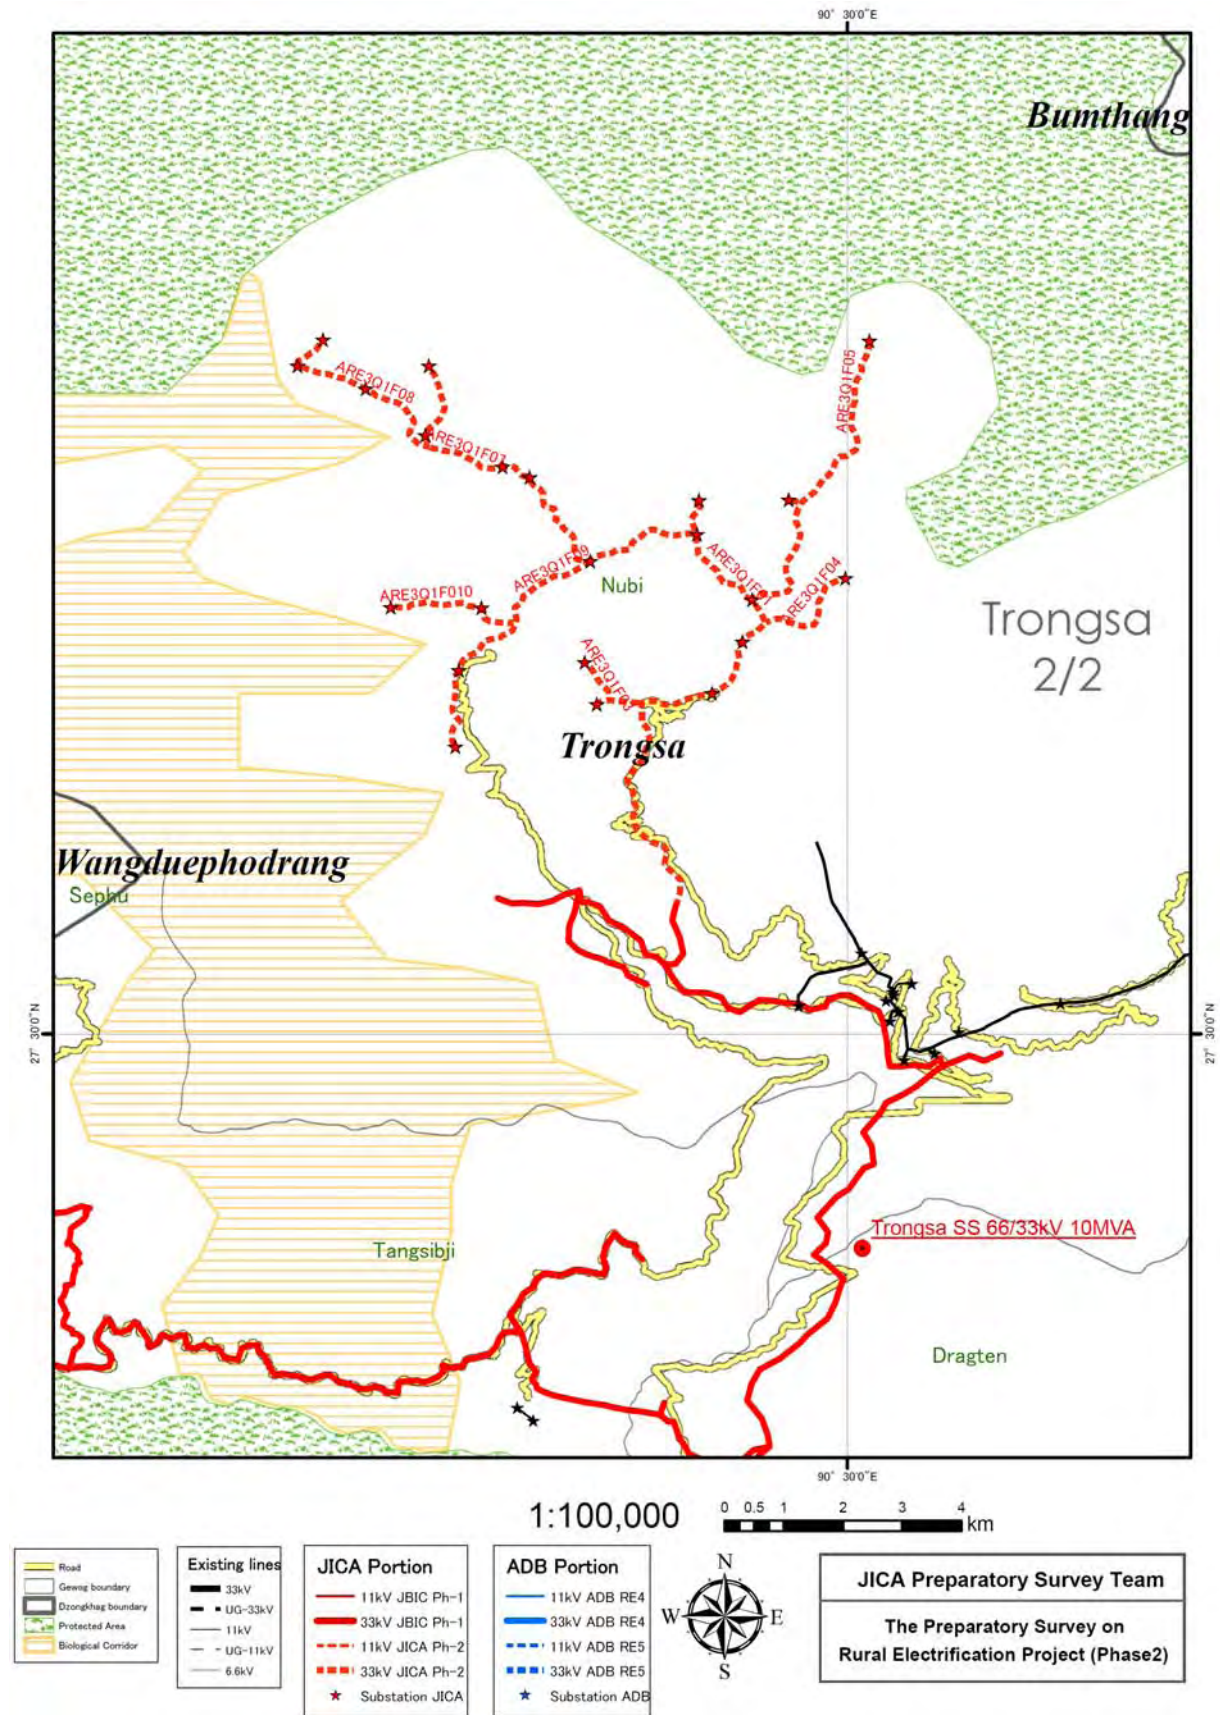 90° 30'0"E
Bumthang
ARE3Q1F08
ARE3Q1F05
ARE3Q1F07
ARE3Q1F09
Nubi
ARE3Q1F04
ARE3Q1F010
Trongsa
2/2
Trongsa
Wangduephodrang
Sephu
27° 30'0"N
27° 30'0"N
Trongsa SS 66/33kV 10MVA
Tangsibji
Dragten
90° 30'0"E
1:100,000
0 0.5 1 2 3 4
km
Road
Gewog boundary
Dzongkhag boundary
Protected Area
Biological Corridor
Existing lines
33kV
UG-33kV
11kV
UG-11kV
6.6kV
JICA Portion
11kV JBIC Ph-1
33kV JBIC Ph-1
11kV JICA Ph-2
33kV JICA Ph-2
Substation JICA
ADB Portion
11kV ADB RE4
33kV ADB RE4
11kV ADB RE5
33kV ADB RE5
Substation ADB
N
W E
S
JICA Preparatory Survey Team
The Preparatory Survey on
Rural Electrification Project (Phase2)